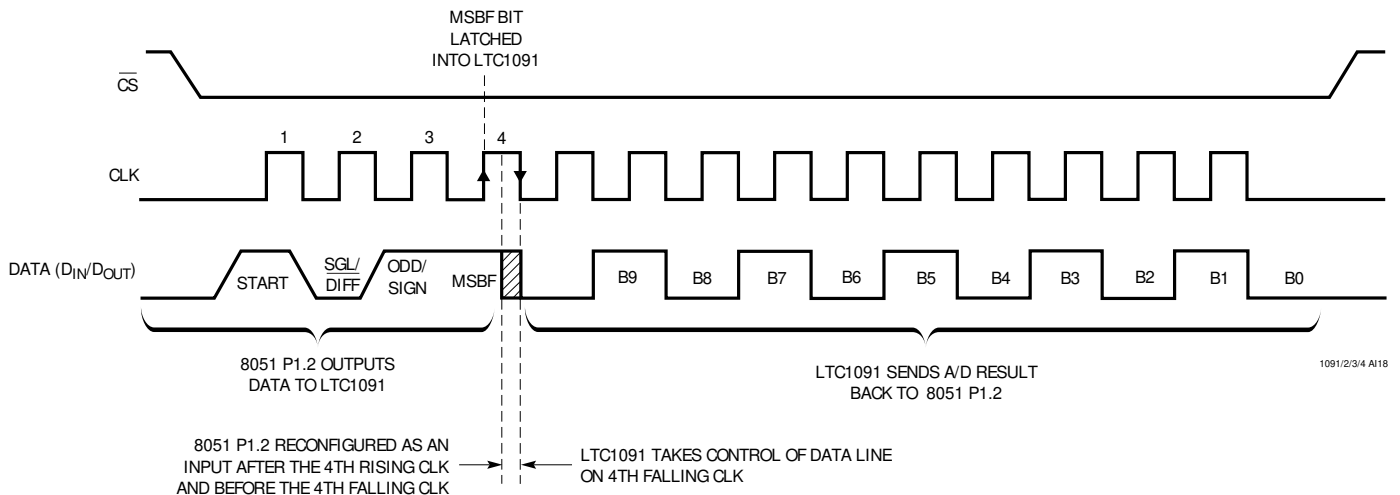 MSBF BIT
LATCHED
INTO LTC1091
CS
1 2 3 4
CLK
DATA (DIN/DOUT)
START
SGL/
DIFF
ODD/
SIGN
MSBF
B9 B8 B7 B6 B5 B4 B3 B2 B1 B0
8051 P1.2 OUTPUTS
DATA TO LTC1091
LTC1091 SENDS A/D RESULT
BACK TO 8051 P1.2
1091/2/3/4 AI18
8051 P1.2 RECONFIGURED AS AN
INPUT AFTER THE 4TH RISING CLK
AND BEFORE THE 4TH FALLING CLK
LTC1091 TAKES CONTROL OF DATA LINE
ON 4TH FALLING CLK